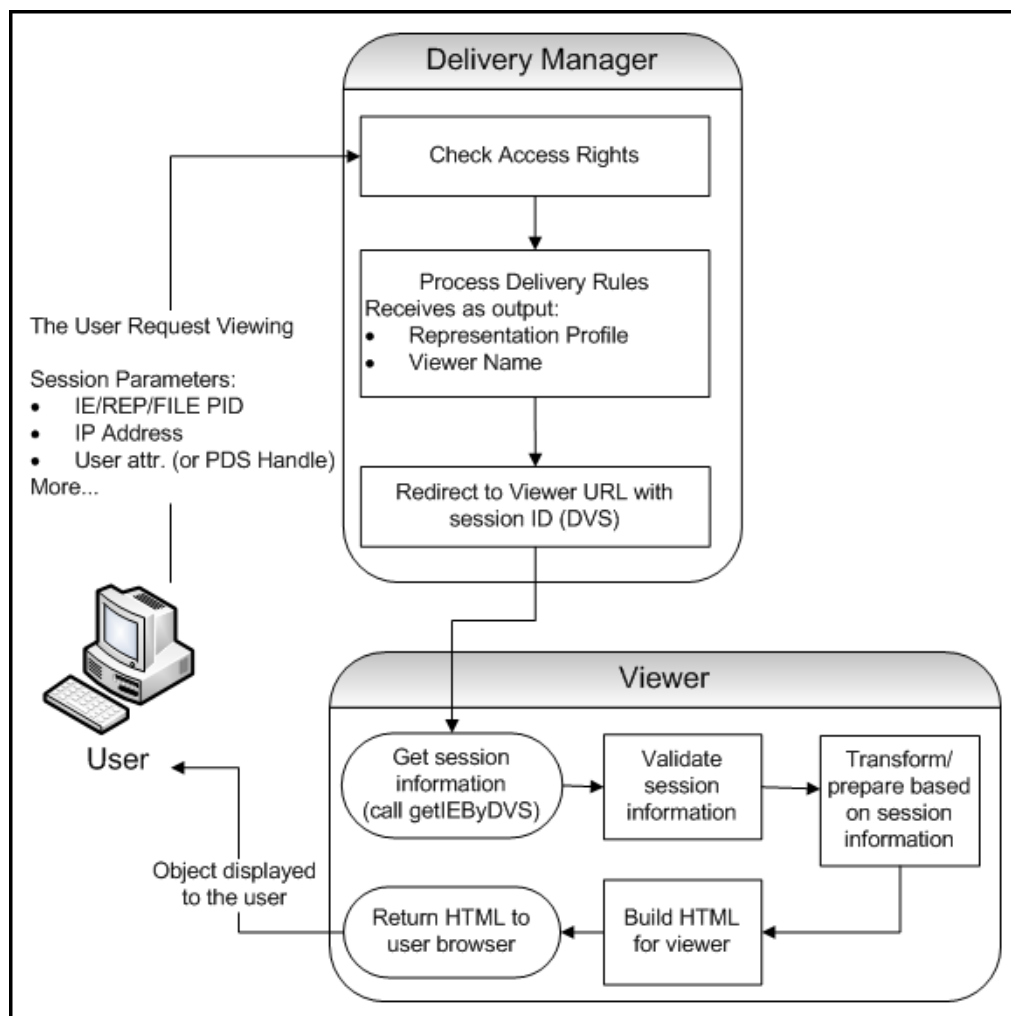 Delivery Manager
Check Access Rights
Process Delivery Rules
Receives as output:
• Representation Profile
• Viewer Name
Redirect to Viewer URL with
session ID (DVS)
The User Request Viewing
Session Parameters:
• IE/REP/FILE PID
• IP Address
• User attr. (or PDS Handle)
More...
User
Viewer
Get session
information
(call getIEByDVS)
Validate
session
information
Transform/
prepare based
on session
information
Build HTML
for viewer
Return HTML to
user browser
Object displayed
to the user